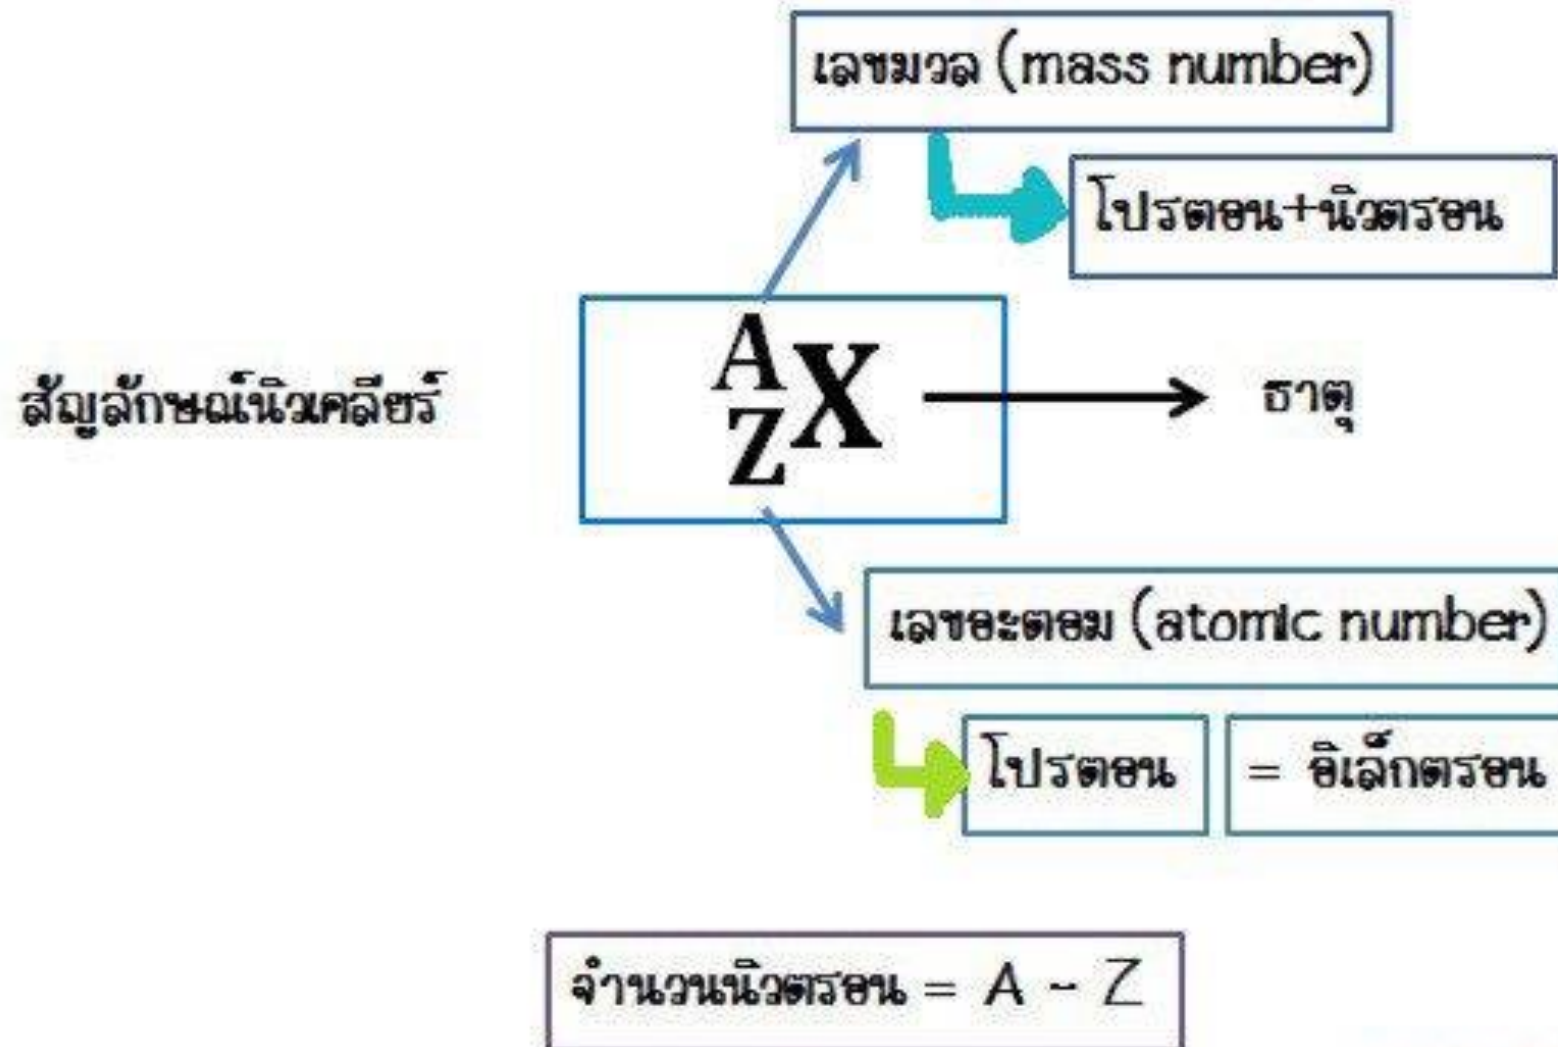 เลขมวล (mass number)
โปรตอน+นิวตรอน
A
X
Z
สัญลักษณ์นิวเคลียร์
ธาตุ
เลขอะตอม (atomic number)
โปรตอน = อิเล็กตรอน
จำนวนนิวตรอน = A - Z